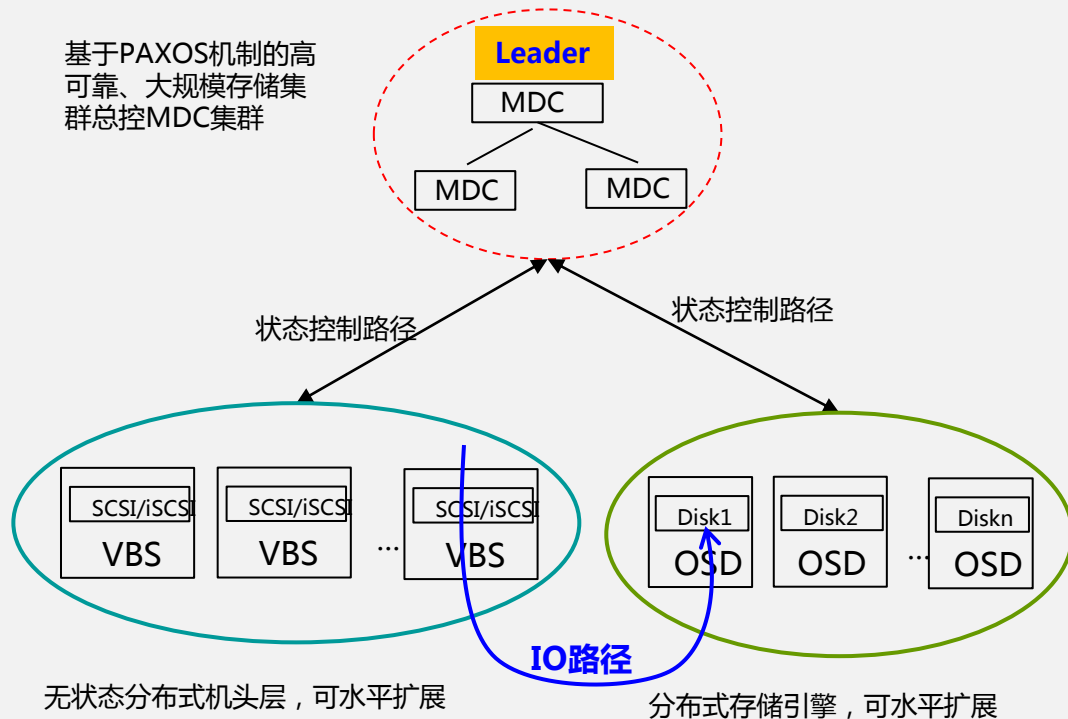 基于PAXOS机制的高
可靠、大规模存储集
群总控MDC集群
Leader
MDC
MDC
MDC
状态控制路径
状态控制路径
SCSI/iSCSI
VBS
SCSI/iSCSI
VBS
...
SCSI/iSCSI
VBS
Disk1
OSD
Disk2
OSD
...
Diskn
OSD
IO路径
无状态分布式机头层，可水平扩展
分布式存储引擎，可水平扩展